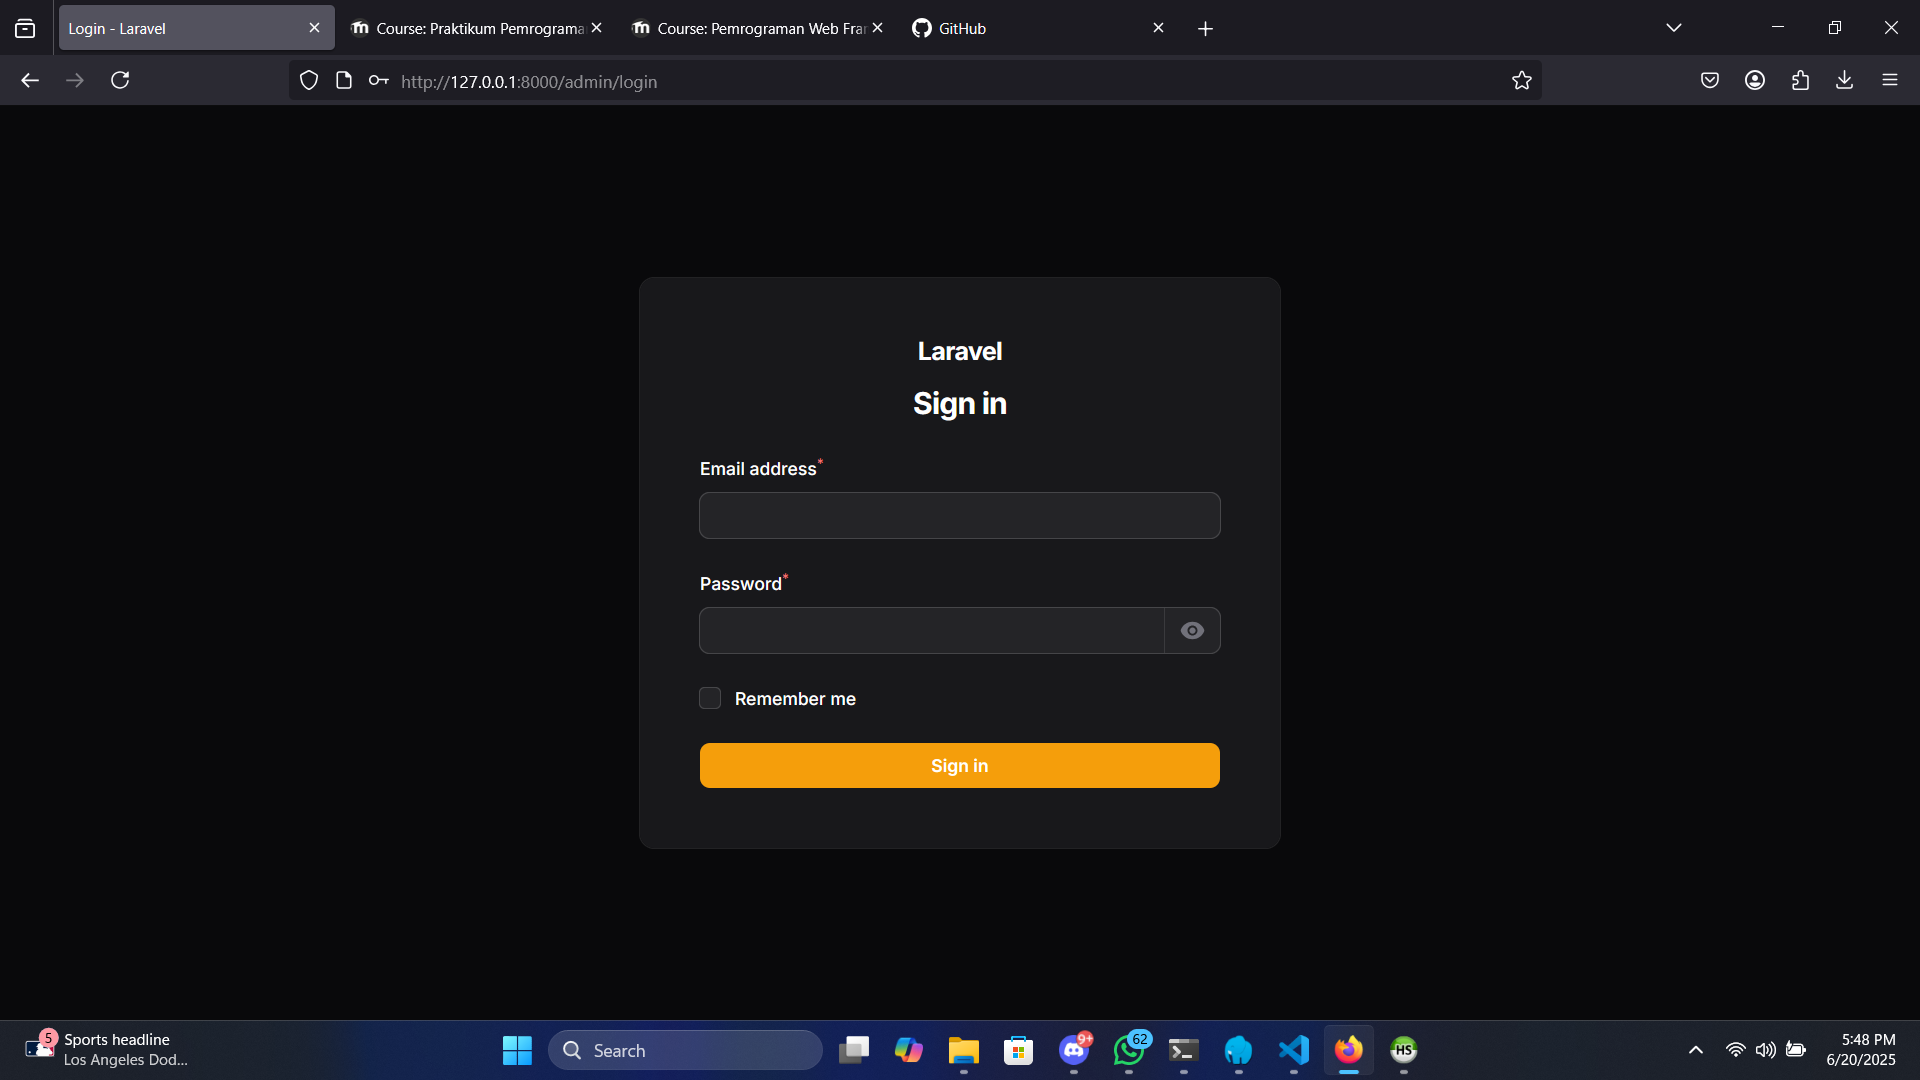 Login - Laravel
Course: Praktikum Pemrograma
Course: Pemrograman Web Fra
GitHub
http://127.0.0.1:8000/admin/login
Laravel
Sign in
Email address*
Password*
Remember me
Sign in
5
Sports headline
Los Angeles Dod...
Search
9+
62
HS
5:48 PM
6/20/2025